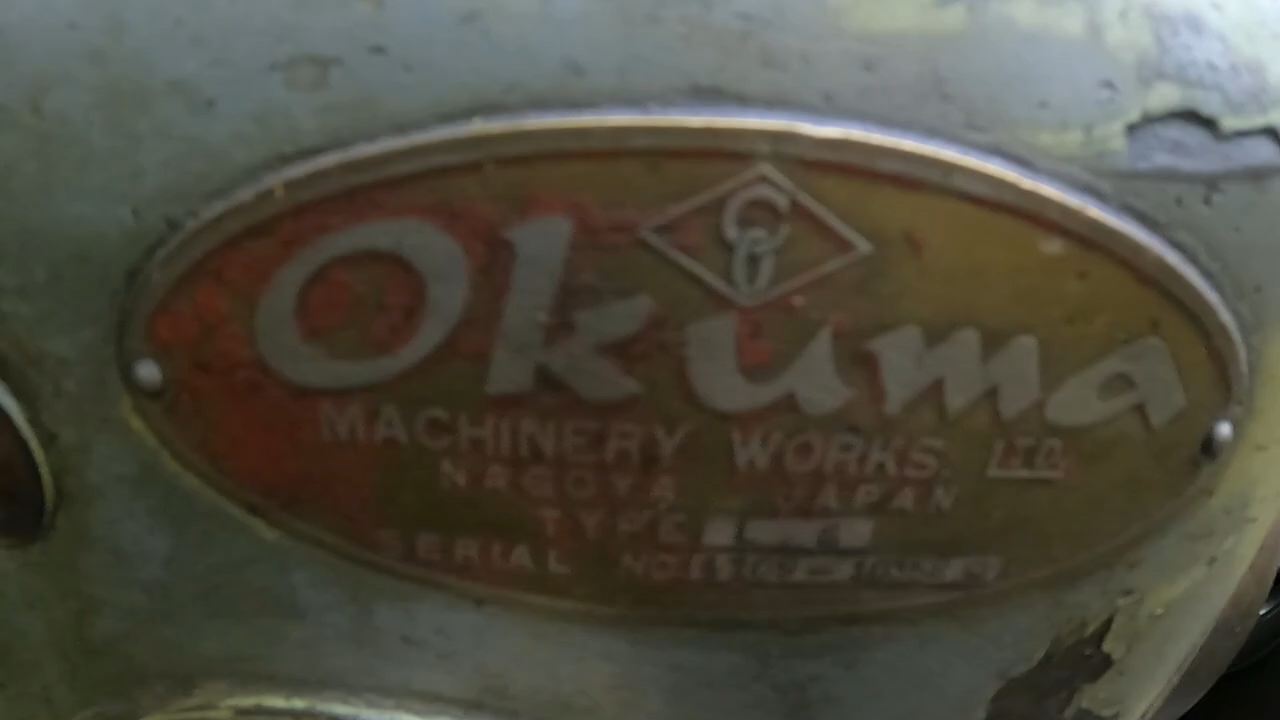 Okuma
MACHINERY WORKS. LTD.
NAGOYA JAPAN
TYPE
SERIAL NO.